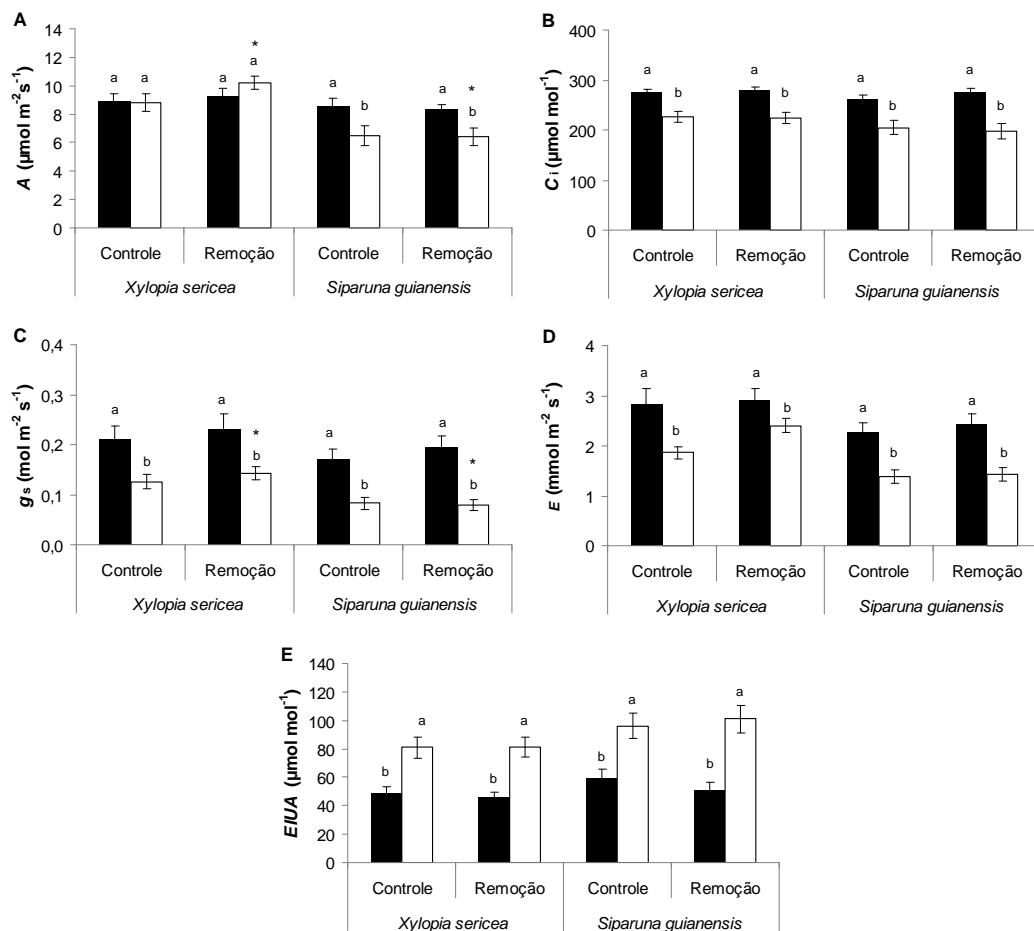 A
A (µmol m⁻² s⁻¹)
14
12
10
8
6
4
2
0
a a a * a a b a * b
Controle Remoção Controle Remoção
Xylopia sericea Siparuna guianensis
B
Ci (µmol mol⁻¹)
400
300
200
100
0
a b a b a b a b
Controle Remoção Controle Remoção
Xylopia sericea Siparuna guianensis
C
gs (mol m⁻² s⁻¹)
0,4
0,3
0,2
0,1
0,0
a b a * b a b a * b
Controle Remoção Controle Remoção
Xylopia sericea Siparuna guianensis
D
E (mmol m⁻² s⁻¹)
4
3
2
1
0
a b a b a b a b
Controle Remoção Controle Remoção
Xylopia sericea Siparuna guianensis
E
EIUA (µmol mol⁻¹)
140
120
100
80
60
40
20
0
b a b a b a b a
Controle Remoção Controle Remoção
Xylopia sericea Siparuna guianensis